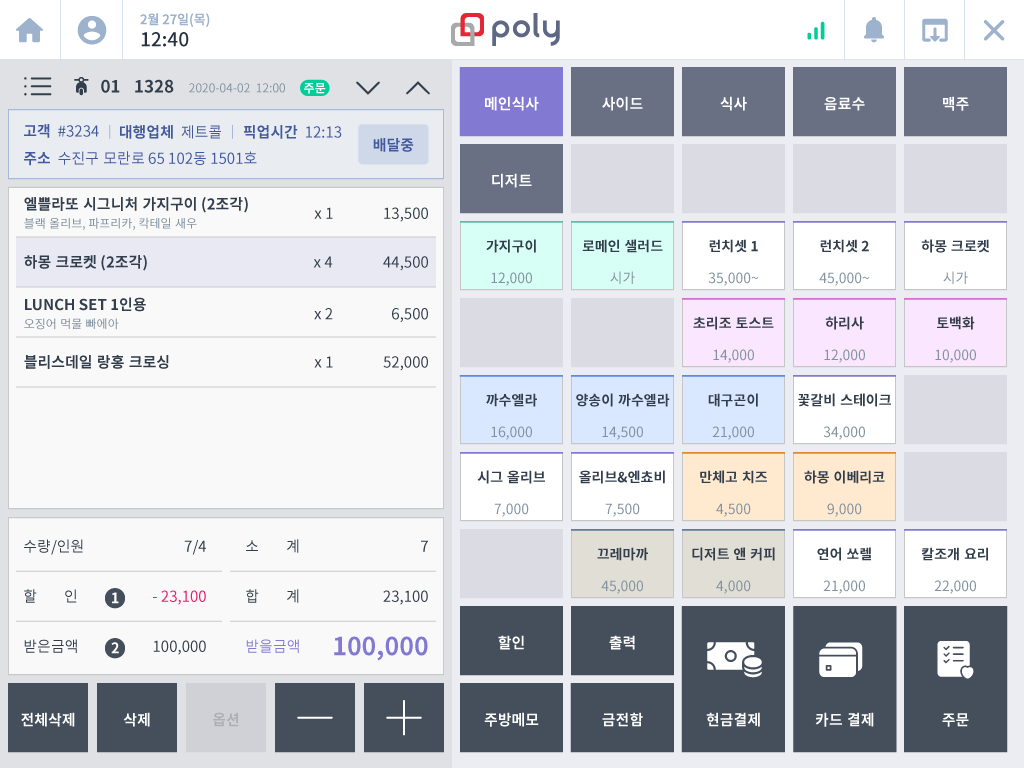 2월 27일(목)
12:40
poly
01 1328 2020-04-02 12:00 주문
고객 #3234 | 대행업체 제트콜 | 픽업시간 12:13
주소 수진구 모란로 65 102동 1501호
배달중
엘쁠라또 시그니처 가지구이 (2조각) x 1 13,500
블랙 올리브, 파프리카, 칵테일 새우
하몽 크로켓 (2조각) x 4 44,500
LUNCH SET 1인용 x 2 6,500
오징어 먹물 빠에아
블리스데일 랑홍 크로싱 x 1 52,000
수량/인원 7/4 소 계 7
할 인 1 - 23,100 합 계 23,100
받은금액 2 100,000 받을금액 100,000
전체삭제 삭제 옵션
메인식사 사이드 식사 음료수 맥주
디저트
가지구이 로메인 샐러드 런치셋 1 런치셋 2 하몽 크로켓
12,000 시가 35,000~ 45,000~ 시가
초리조 토스트 하리사 토백화
14,000 12,000 10,000
까수엘라 양송이 까수엘라 대구곤이 꽃갈비 스테이크
16,000 14,500 21,000 34,000
시그 올리브 올리브&엔쵸비 만체고 치즈 하몽 이베리코
7,000 7,500 4,500 9,000
끄레마까 디저트 앤 커피 연어 쏘렐 칼조개 요리
45,000 4,000 21,000 22,000
할인 출력
주방메모 금전함 현금결제 카드 결제 주문